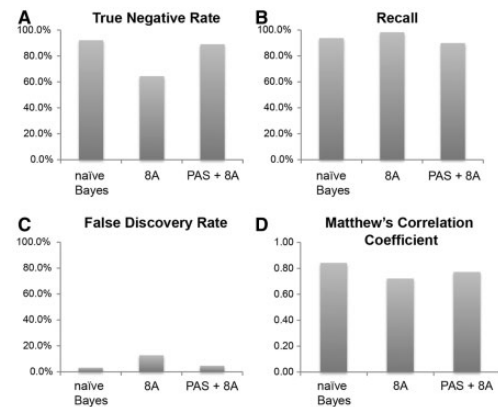 A True Negative Rate
100.0%
80.0%
60.0%
40.0%
20.0%
0.0%
naïve Bayes
8A
PAS + 8A
B Recall
100.0%
80.0%
60.0%
40.0%
20.0%
0.0%
naïve Bayes
8A
PAS + 8A
C False Discovery Rate
100.0%
80.0%
60.0%
40.0%
20.0%
0.0%
naïve Bayes
8A
PAS + 8A
D Matthew's Correlation
Coefficient
1.00
0.80
0.60
0.40
0.20
0.00
naïve Bayes
8A
PAS + 8A